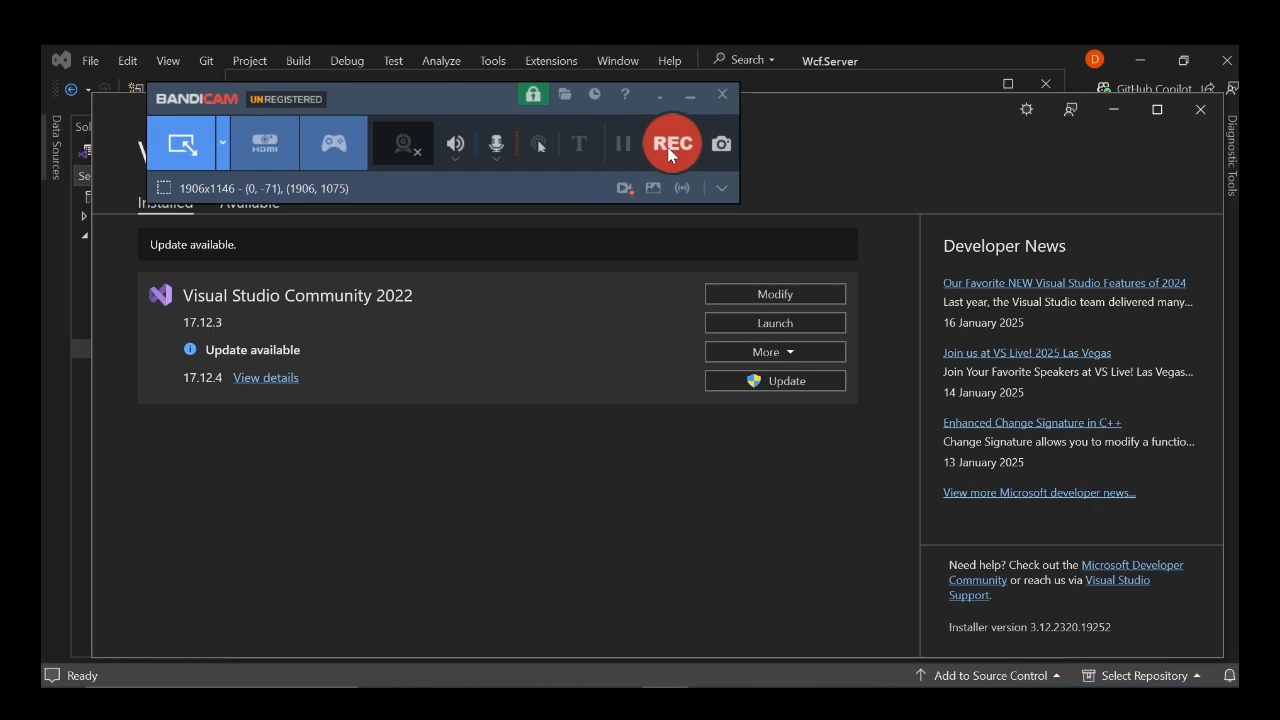 File Edit View Git Project Build Debug Test Analyze Tools Extensions Window Help Search Wcf.Server D
GitHub Copilot
BANDICAM UNREGISTERED ?
HDMI T REC
1906x1146 - (0, -71), (1906, 1075)
Data Sources
Sol
Se
Diagnostic Tools
Installed Available
Update available.
Visual Studio Community 2022
17.12.3
Update available
17.12.4 View details
Modify
Launch
More
Update
Developer News
Our Favorite NEW Visual Studio Features of 2024
Last year, the Visual Studio team delivered many...
16 January 2025
Join us at VS Live! 2025 Las Vegas
Join Your Favorite Speakers at VS Live! Las Vegas...
14 January 2025
Enhanced Change Signature in C++
Change Signature allows you to modify a functio...
13 January 2025
View more Microsoft developer news...
Need help? Check out the Microsoft Developer
Community or reach us via Visual Studio
Support.
Installer version 3.12.2320.19252
Ready Add to Source Control Select Repository